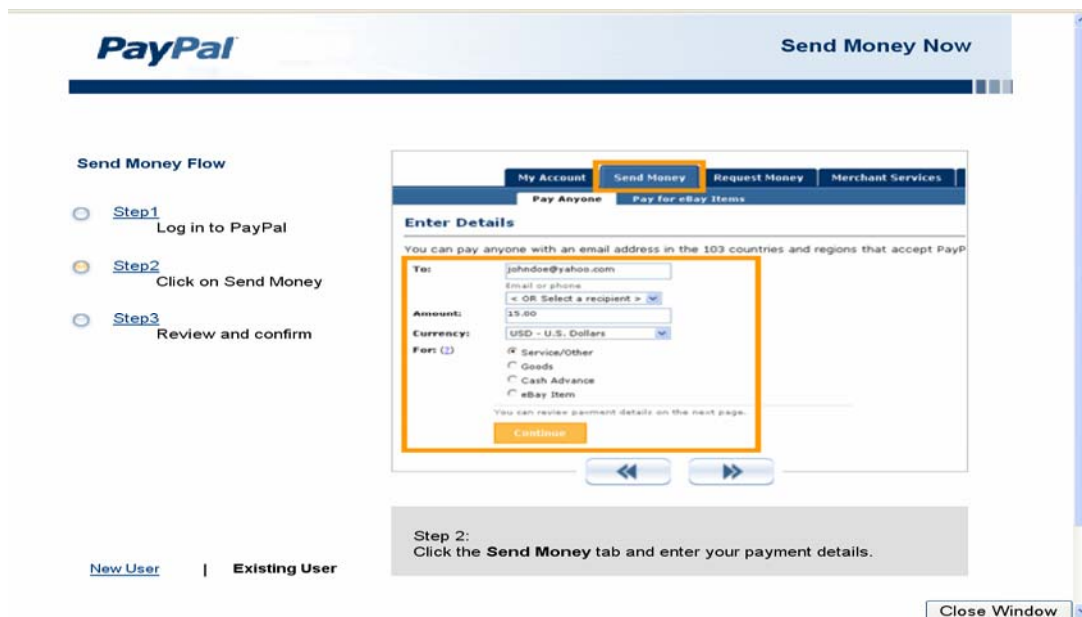 PayPal
Send Money Now
Send Money Flow
Step1
Log in to PayPal
Step2
Click on Send Money
Step3
Review and confirm
My Account Send Money Request Money Merchant Services
Pay Anyone Pay for eBay Items
Enter Details
You can pay anyone with an email address in the 103 countries and regions that accept PayP
To: johndoe@yahoo.com
Email or phone
< OR Select a recipient >
Amount: 15.00
Currency: USD - U.S. Dollars
For: (?) Service/Other
Goods
Cash Advance
eBay Item
You can review payment details on the next page.
Continue
Step 2:
Click the Send Money tab and enter your payment details.
New User | Existing User
Close Window